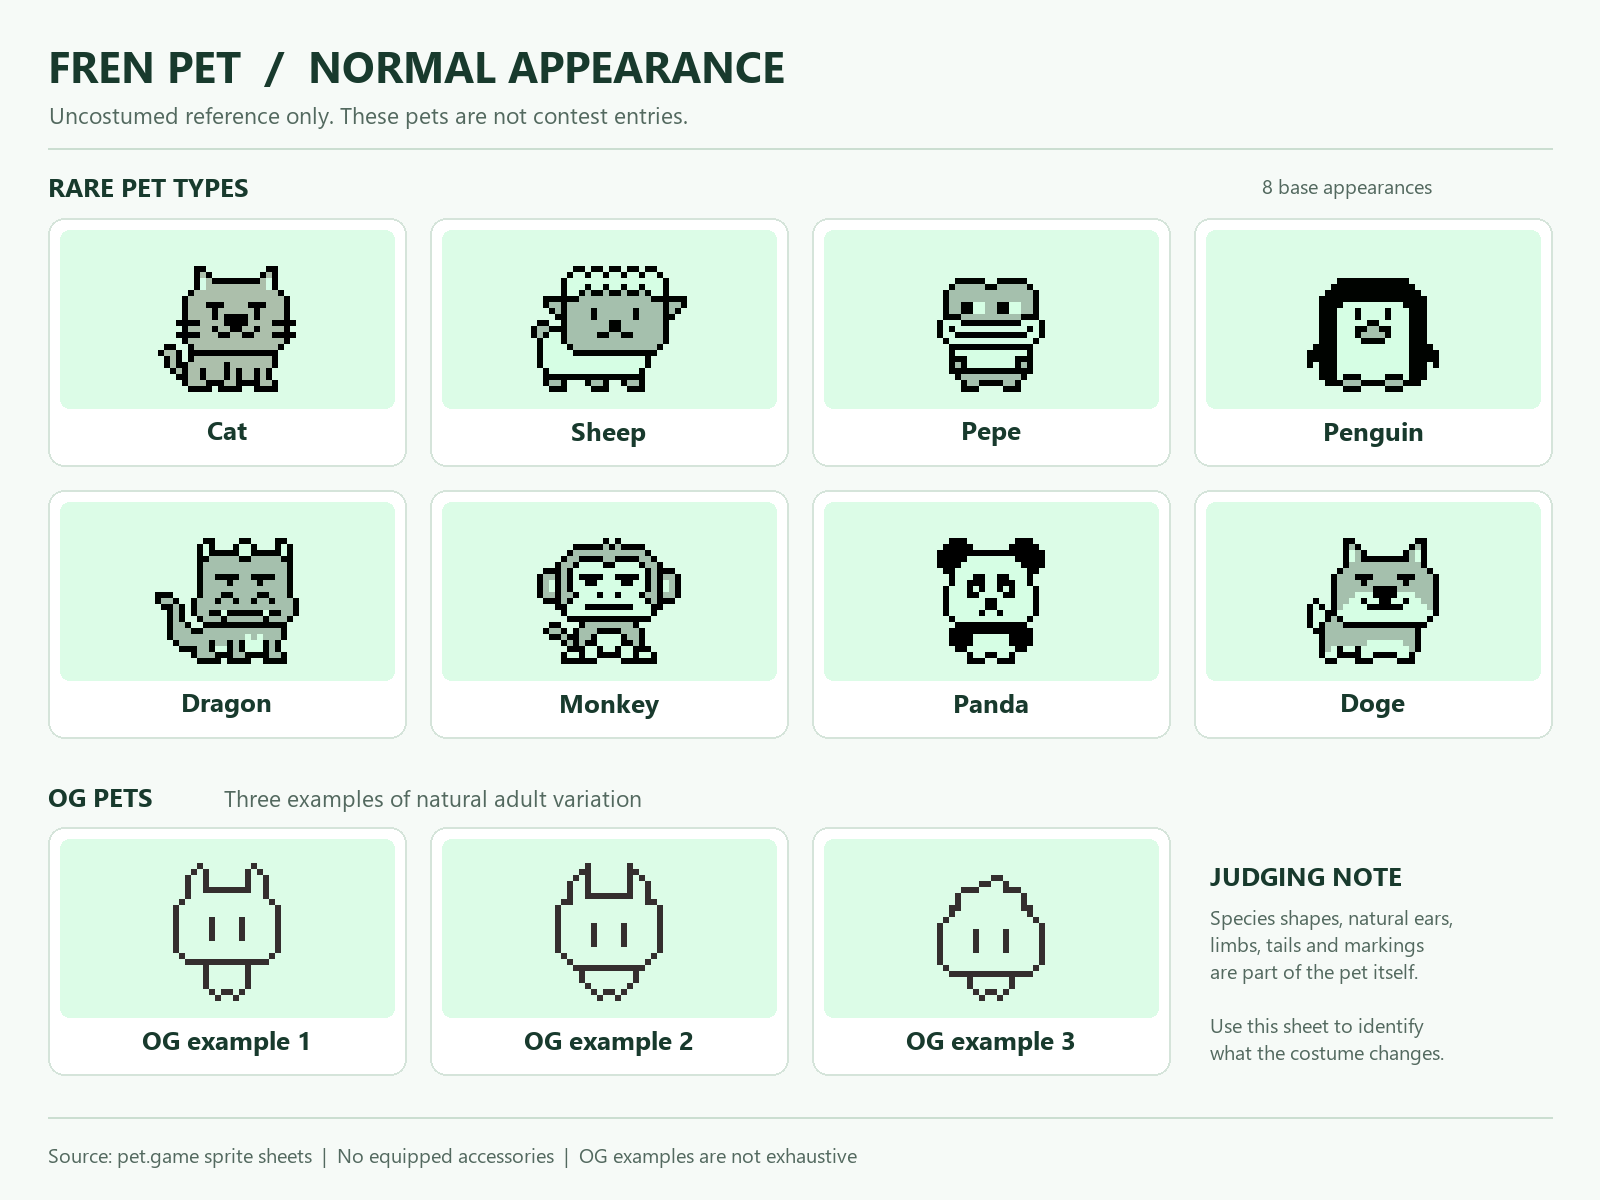 FREN PET / NORMAL APPEARANCE
Uncostumed reference only. These pets are not contest entries.
RARE PET TYPES
8 base appearances
Cat
Sheep
Pepe
Penguin
Dragon
Monkey
Panda
Doge
OG PETS
Three examples of natural adult variation
OG example 1
OG example 2
OG example 3
JUDGING NOTE
Species shapes, natural ears,
limbs, tails and markings
are part of the pet itself.
Use this sheet to identify
what the costume changes.
Source: pet.game sprite sheets | No equipped accessories | OG examples are not exhaustive